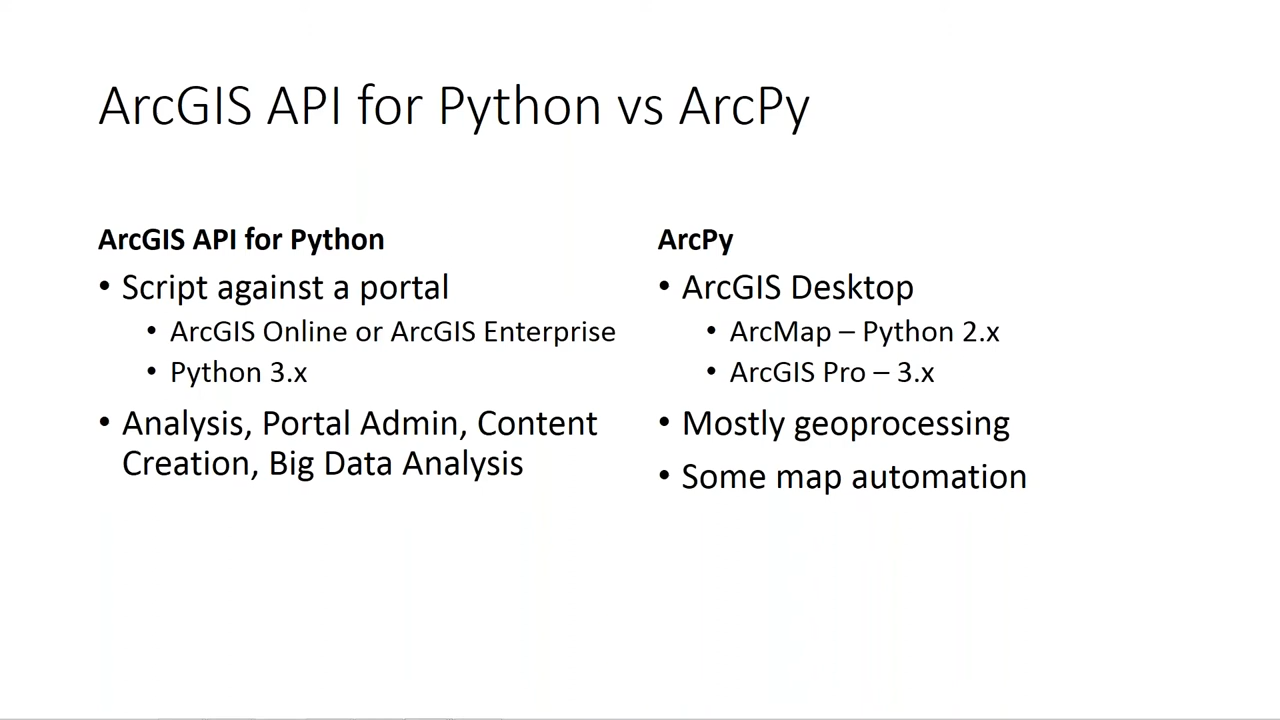 ArcGIS API for Python vs ArcPy
ArcGIS API for Python
• Script against a portal
• ArcGIS Online or ArcGIS Enterprise
• Python 3.x
• Analysis, Portal Admin, Content
Creation, Big Data Analysis
ArcPy
• ArcGIS Desktop
• ArcMap – Python 2.x
• ArcGIS Pro – 3.x
• Mostly geoprocessing
• Some map automation